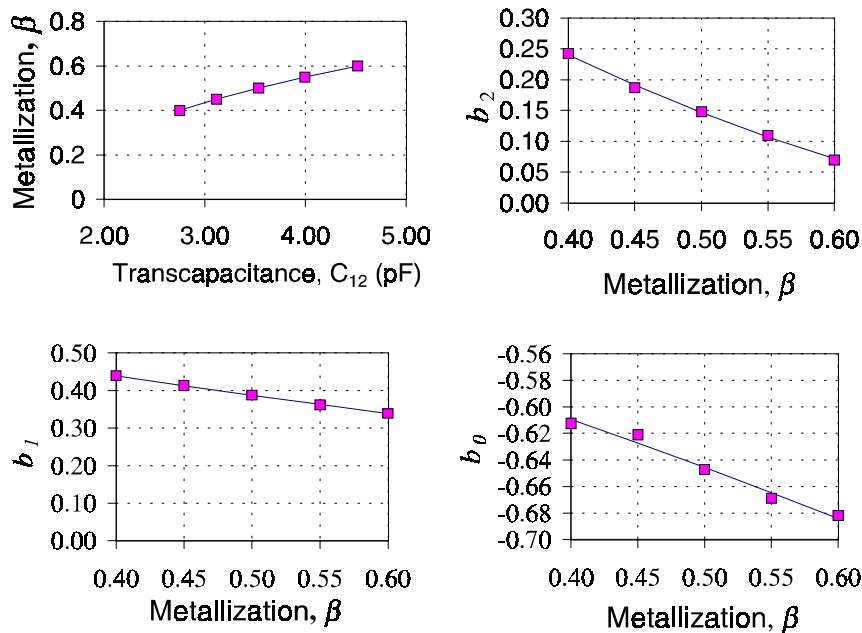 Metallization, β
0.8
0.6
0.4
0.2
0
2.00 3.00 4.00 5.00
Transcapacitance, C₁₂ (pF)
b₂
0.30
0.25
0.20
0.15
0.10
0.05
0.00
0.40 0.45 0.50 0.55 0.60
Metallization, β
b₁
0.50
0.40
0.30
0.20
0.10
0.00
0.40 0.45 0.50 0.55 0.60
Metallization, β
b₀
-0.56
-0.58
-0.60
-0.62
-0.64
-0.66
-0.68
-0.70
0.40 0.45 0.50 0.55 0.60
Metallization, β